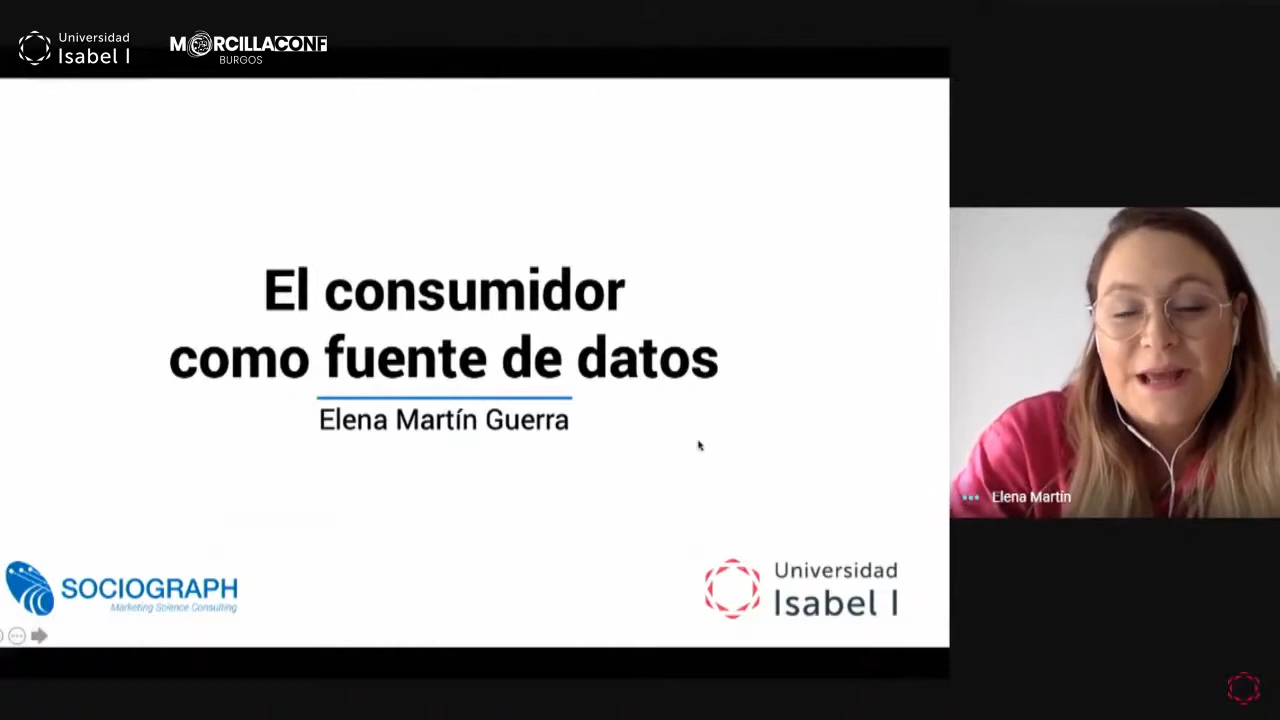 Universidad
Isabel I
MORCILLACONF
BURGOS
El consumidor
como fuente de datos
Elena Martín Guerra
Elena Martín
SOCIOGRAPH
Marketing Science Consulting
Universidad
Isabel I